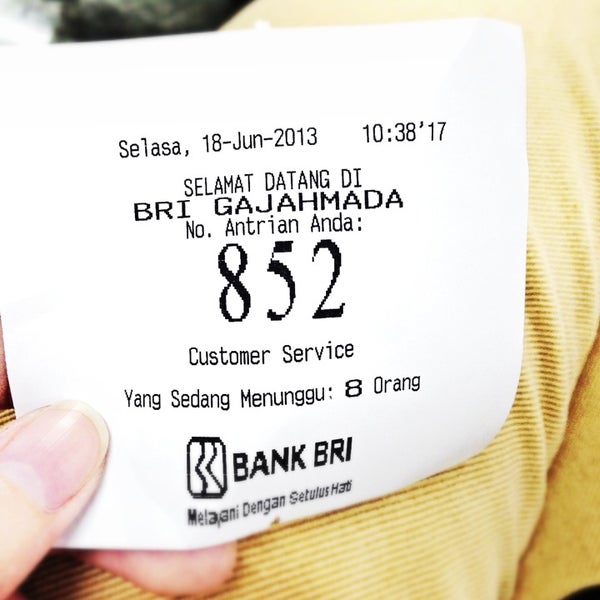 Selasa, 18-Jun-2013 10:38'17
SELAMAT DATANG DI
BRI GAJAHMADA
No. Antrian Anda:
852
Customer Service
Yang Sedang Menunggu: 8 Orang
BANK BRI
Melayani Dengan Setulus Hati